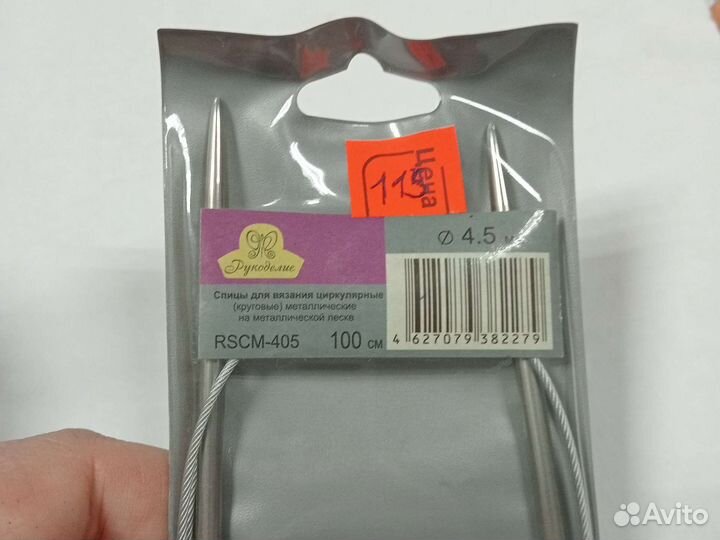 Цена
115
Ø 4.5
Рукоделие
Спицы для вязания циркулярные
(круговые) металлические
на металлической леске
RSCM-405 100 см
4 627079 382279
Avito